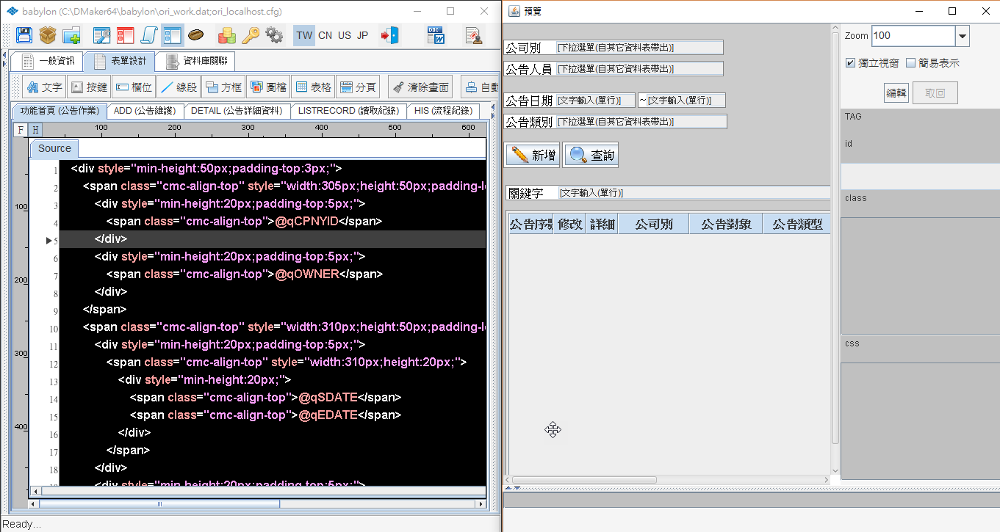 babylon (C:\DMaker64\babylon\ori_work.dat;ori_localhost.cfg)
TW CN US JP
DOC
一般資訊 表單設計 資料庫關聯
文字 按鍵 欄位 線段 方框 圖檔 表格 分頁 清除畫面 自動
功能首頁 (公告作業) ADD (公告維護) DETAIL (公告詳細資料) LISTRECORD (讀取紀錄) HIS (流程紀錄)
F H 100 200 300 400 500 600
Source
100
200
300
400
1 <div style="min-height:50px;padding-top:3px;">
2 <span class="cmc-align-top" style="width:305px;height:50px;padding-l
3 <div style="min-height:20px;padding-top:5px;">
4 <span class="cmc-align-top">@qCPNYID</span>
5 </div>
6 <div style="min-height:20px;padding-top:5px;">
7 <span class="cmc-align-top">@qOWNER</span>
8 </div>
9 </span>
10 <span class="cmc-align-top" style="width:310px;height:50px;padding-l
11 <div style="min-height:20px;padding-top:5px;">
12 <span class="cmc-align-top" style="width:310px;height:20px;">
13 <div style="min-height:20px;">
14 <span class="cmc-align-top">@qSDATE</span>
15 <span class="cmc-align-top">@qEDATE</span>
16 </div>
17 </span>
18 </div>
<div style="min-height:20px;padding-top:5px;">
Ready...
預覽
公司別 [下拉選單(自其它資料表帶出)]
公告人員 [下拉選單(自其它資料表帶出)]
公告日期 [文字輸入(單行)] ~ [文字輸入(單行)]
公告類別 [下拉選單(自其它資料表帶出)]
新增 查詢
關鍵字 [文字輸入(單行)]
公告序 修改 詳細 公司別 公告對象 公告類型
Zoom 100
獨立視窗 簡易表示
編輯 取回
TAG
id
class
css